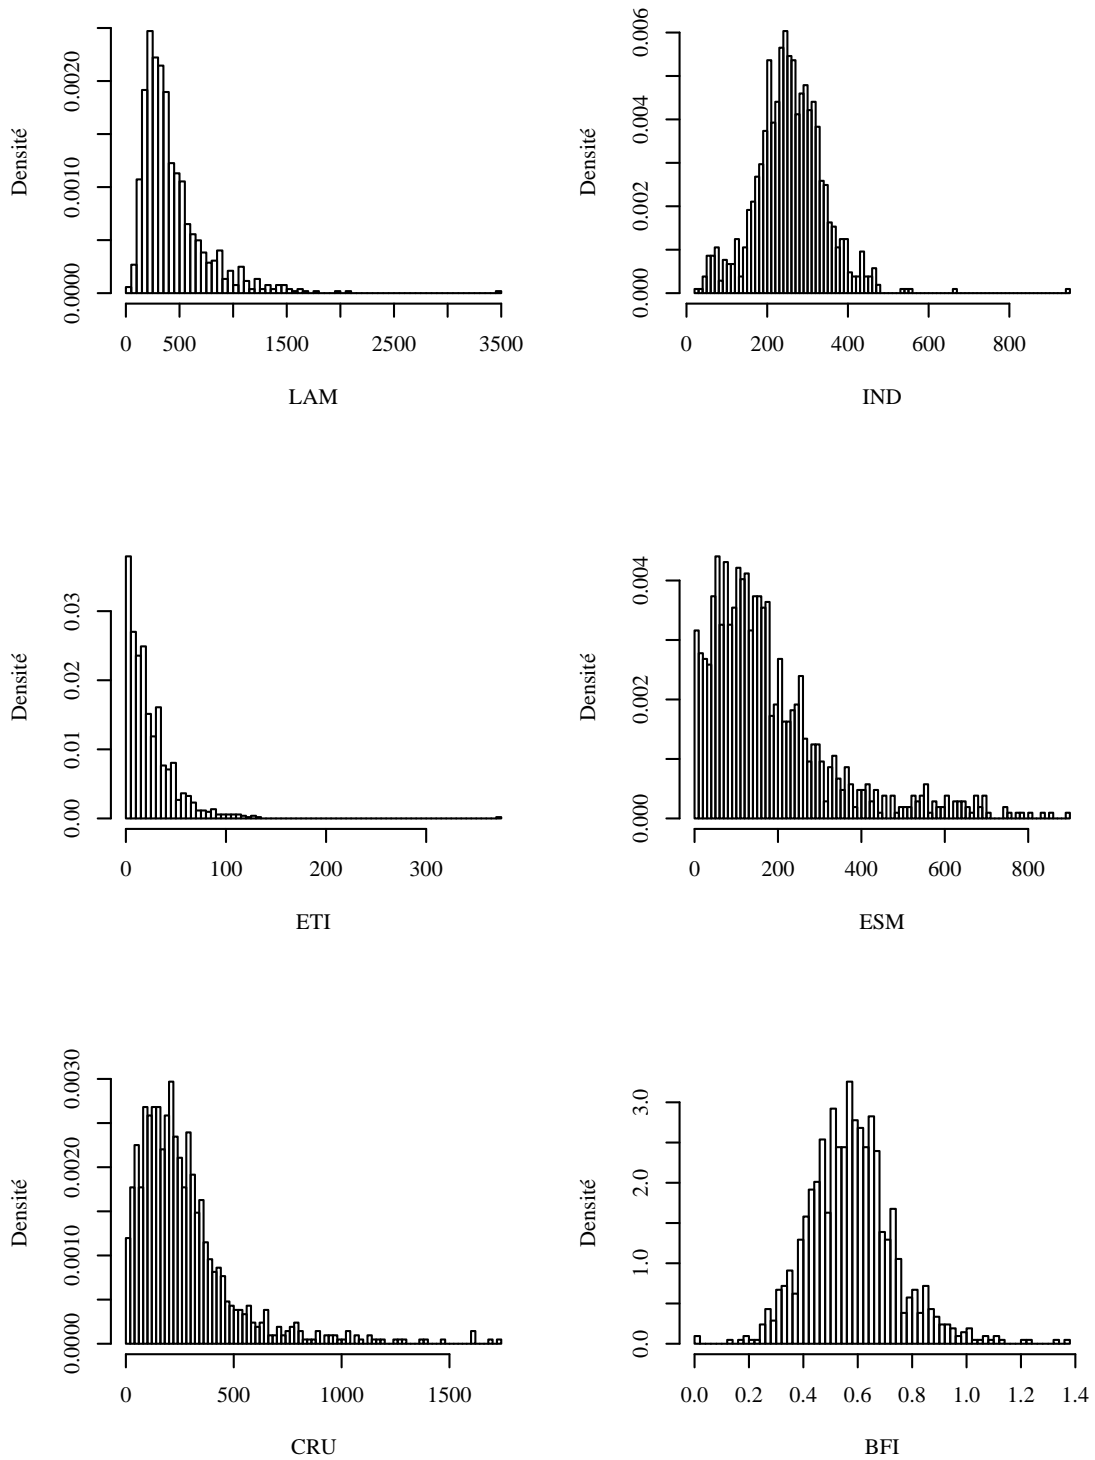 Densité
0.0000 0.0010 0.0020
0 500 1500 2500 3500
LAM
Densité
0.000 0.002 0.004 0.006
0 200 400 600 800
IND
Densité
0.00 0.01 0.02 0.03
0 100 200 300
ETI
Densité
0.000 0.002 0.004
0 200 400 600 800
ESM
Densité
0.0000 0.0010 0.0020 0.0030
0 500 1000 1500
CRU
Densité
0.0 1.0 2.0 3.0
0.0 0.2 0.4 0.6 0.8 1.0 1.2 1.4
BFI